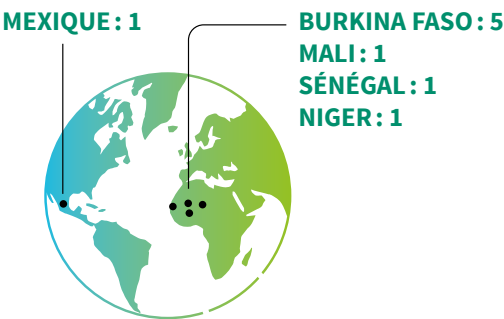 MEXIQUE : 1
BURKINA FASO : 5
MALI : 1
SÉNÉGAL : 1
NIGER : 1